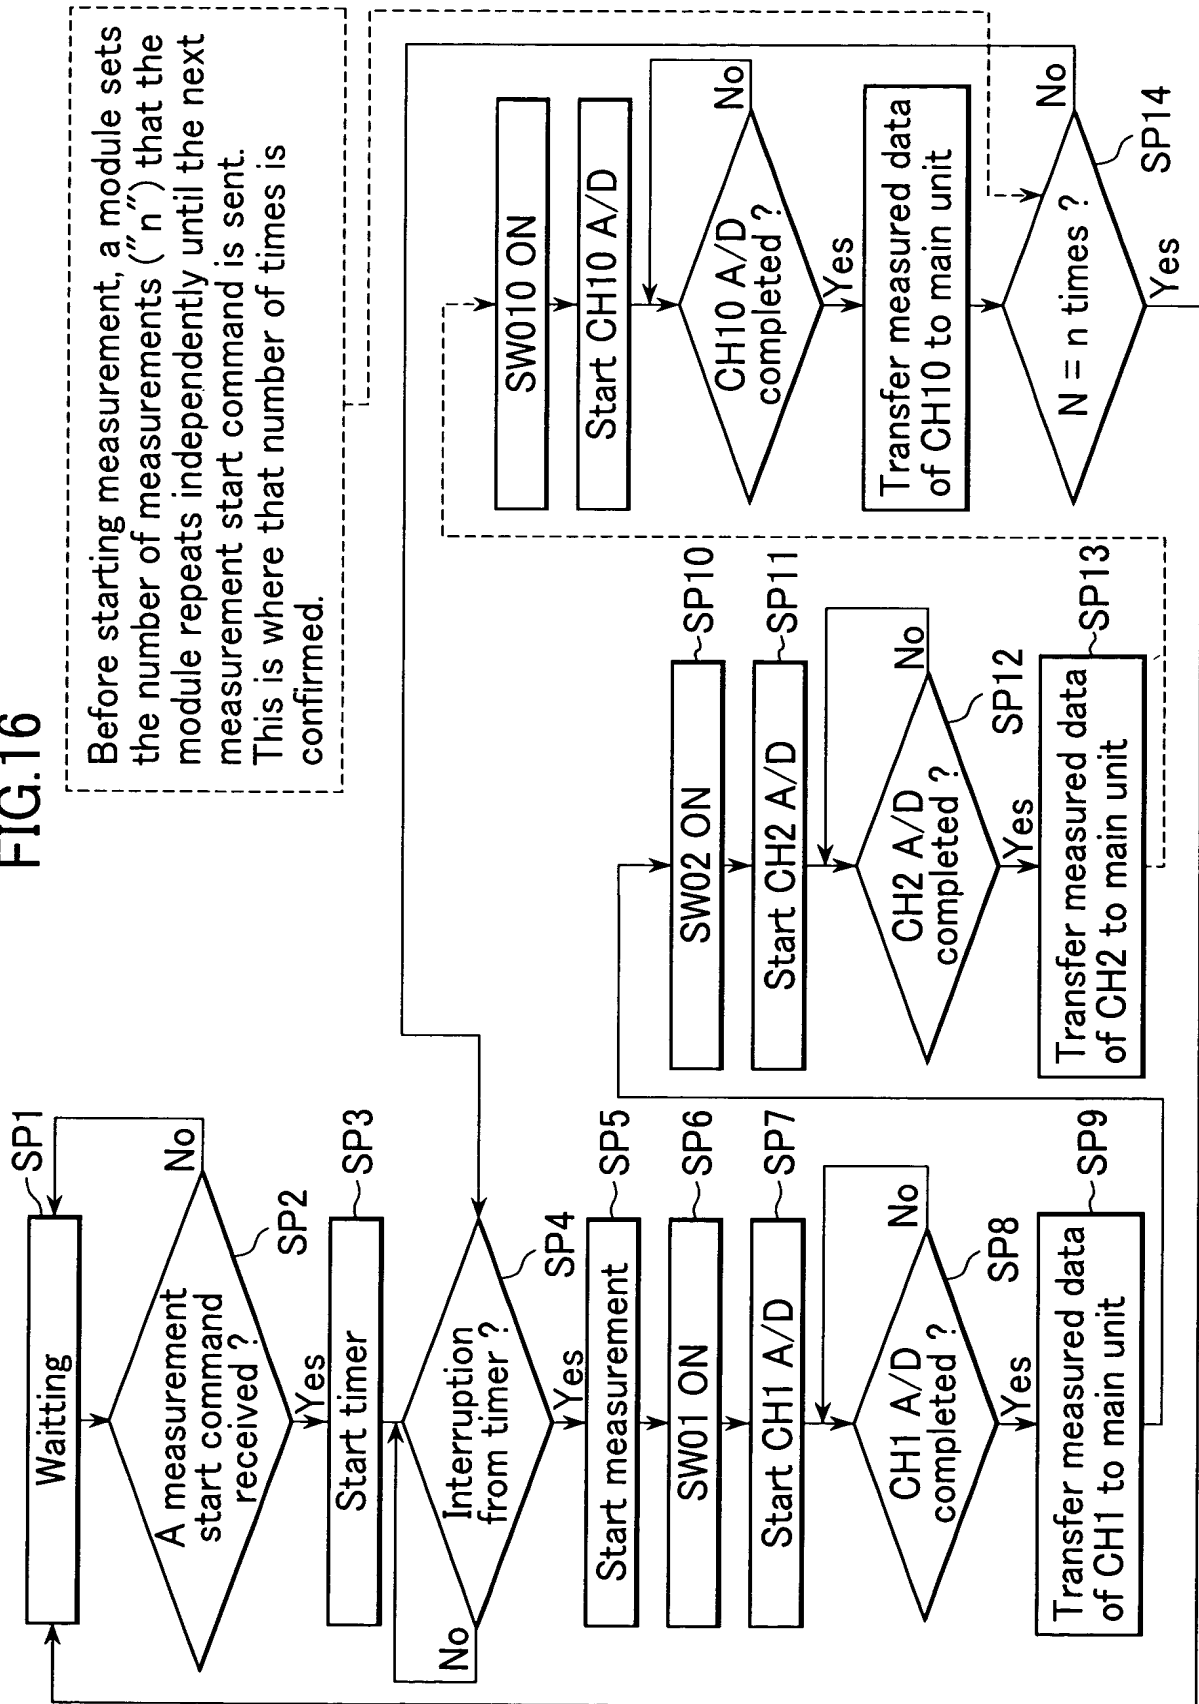 FIG.16
Before starting measurement, a module sets
the number of measurements (″n″) that the
module repeats independently until the next
measurement start command is sent.
This is where that number of times is
confirmed.
Waitting
SP1
A measurement
start command
received ?
No
Yes
SP2
Start timer
SP3
Interruption
from timer ?
No
Yes
SP4
Start measurement
SP5
SW01 ON
SP6
Start CH1 A/D
SP7
CH1 A/D
completed ?
No
Yes
SP8
Transfer measured data
of CH1 to main unit
SP9
SW02 ON
SP10
Start CH2 A/D
SP11
CH2 A/D
completed ?
No
Yes
SP12
Transfer measured data
of CH2 to main unit
SP13
SW010 ON
Start CH10 A/D
CH10 A/D
completed ?
No
Yes
Transfer measured data
of CH10 to main unit
N = n times ?
No
Yes
SP14